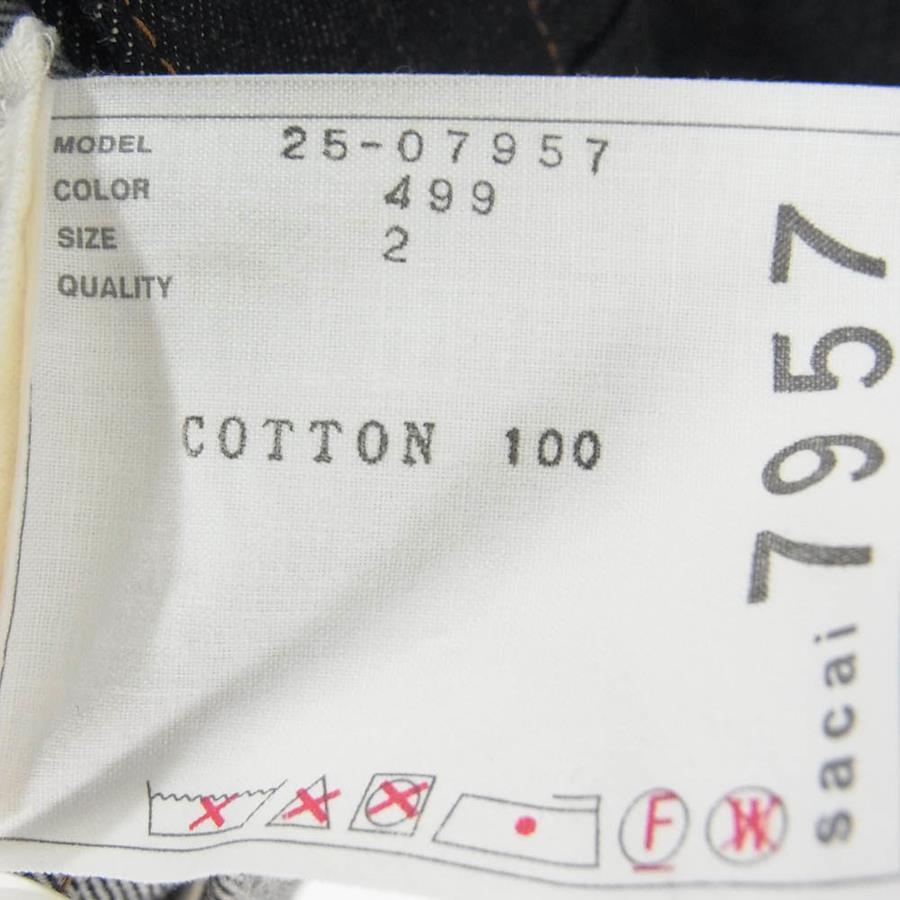 MODEL 25-07957
COLOR 499
SIZE 2
QUALITY
COTTON 100
sacai 7957
F W